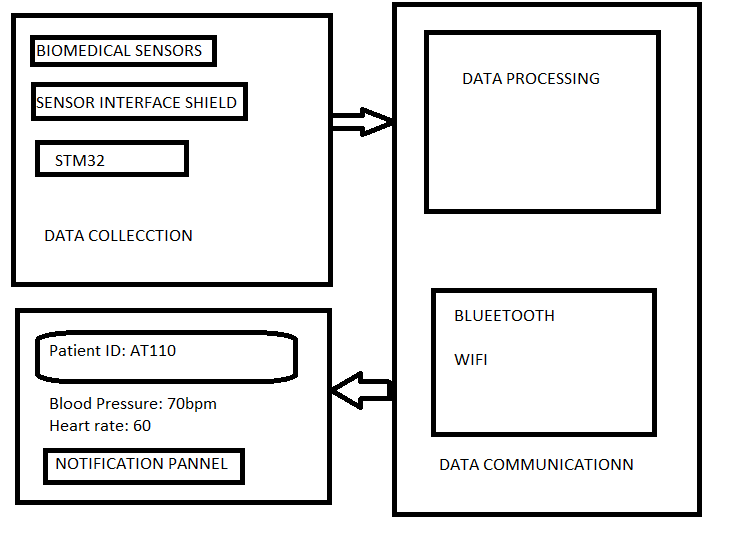 BIOMEDICAL SENSORS
SENSOR INTERFACE SHIELD
STM32
DATA COLLECCTION
DATA PROCESSING
BLUEETOOTH
WIFI
DATA COMMUNICATIONN
Patient ID: AT110
Blood Pressure: 70bpm
Heart rate: 60
NOTIFICATION PANNEL